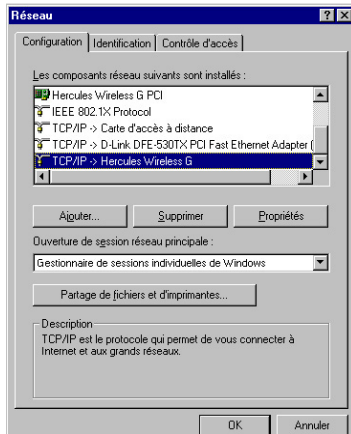 Réseau
Configuration Identification Contrôle d'accès
Les composants réseau suivants sont installés :
Hercules Wireless G PCI
IEEE 802.1X Protocol
TCP/IP -> Carte d'accès à distance
TCP/IP -> D-Link DFE-530TX PCI Fast Ethernet Adapter (
TCP/IP -> Hercules Wireless G
Ajouter... Supprimer Propriétés
Ouverture de session réseau principale :
Gestionnaire de sessions individuelles de Windows
Partage de fichiers et d'imprimantes...
Description
TCP/IP est le protocole qui permet de vous connecter à
Internet et aux grands réseaux.
OK Annuler